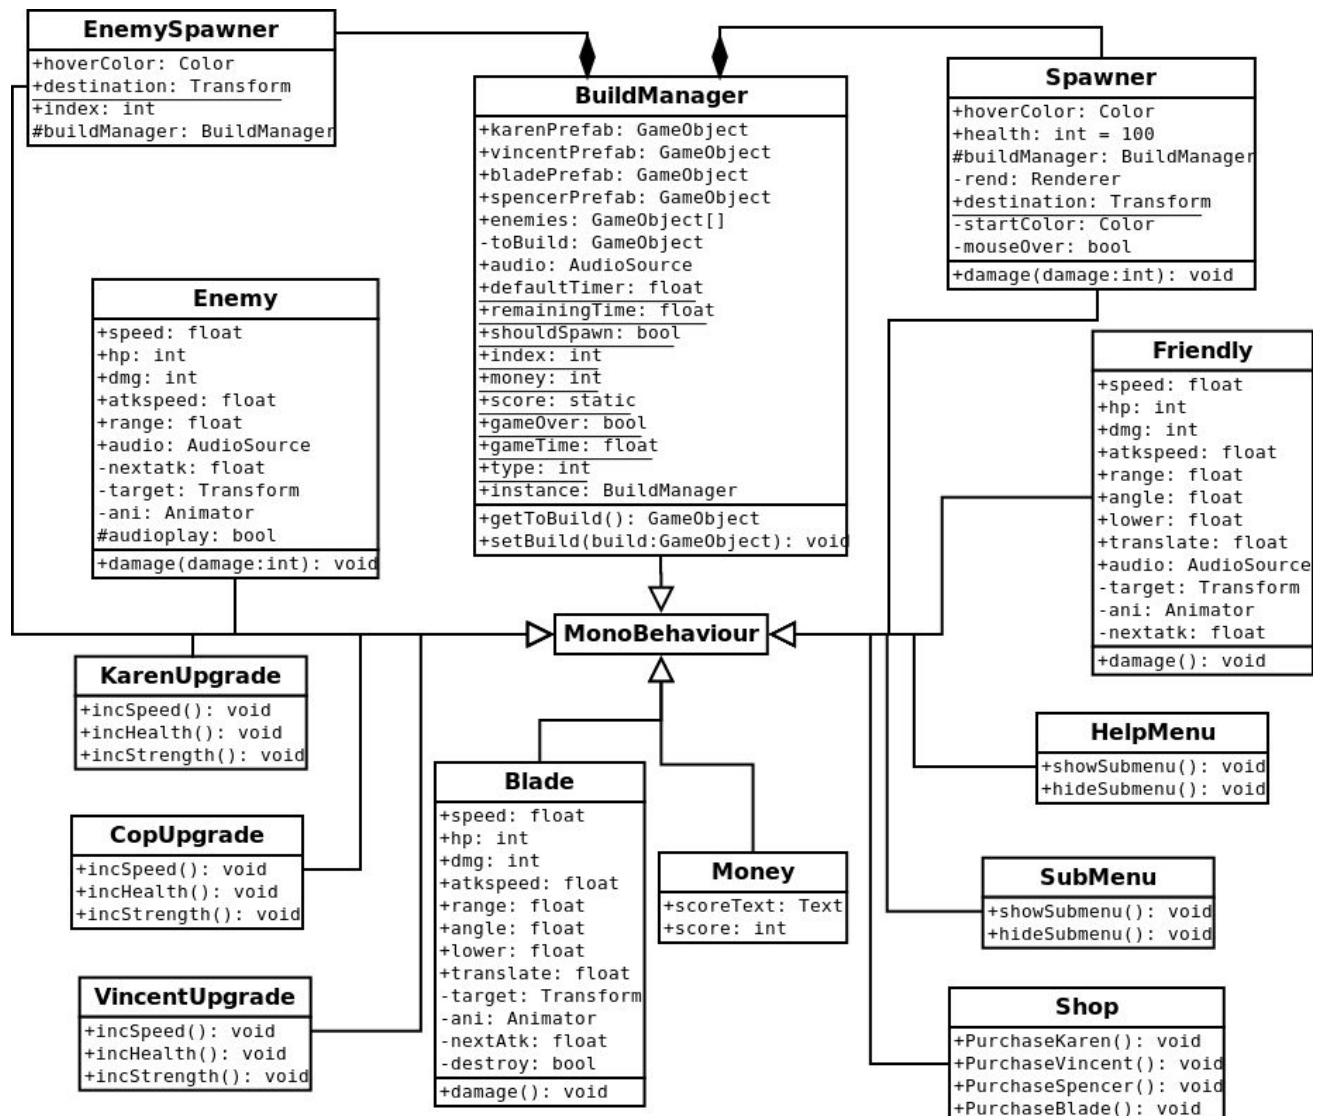 EnemySpawner
+hoverColor: Color
+destination: Transform
+index: int
#buildManager: BuildManager
BuildManager
+karenPrefab: GameObject
+vincentPrefab: GameObject
+bladePrefab: GameObject
+spencerPrefab: GameObject
+enemies: GameObject[]
-toBuild: GameObject
+audio: AudioSource
+defaultTimer: float
+remainingTime: float
+shouldSpawn: bool
+index: int
+money: int
+score: static
+gameOver: bool
+gameTime: float
+type: int
+instance: BuildManager
+getToBuild(): GameObject
+setBuild(build:GameObject): void
Spawner
+hoverColor: Color
+health: int = 100
#buildManager: BuildManager
-rend: Renderer
+destination: Transform
-startColor: Color
-mouseOver: bool
+damage(damage:int): void
Enemy
+speed: float
+hp: int
+dmg: int
+atkspeed: float
+range: float
+audio: AudioSource
-nextatk: float
-target: Transform
-ani: Animator
#audioplay: bool
+damage(damage:int): void
Friendly
+speed: float
+hp: int
+dmg: int
+atkspeed: float
+range: float
+angle: float
+lower: float
+translate: float
+audio: AudioSource
-target: Transform
-ani: Animator
-nextatk: float
+damage(): void
MonoBehaviour
KarenUpgrade
+incSpeed(): void
+incHealth(): void
+incStrength(): void
CopUpgrade
+incSpeed(): void
+incHealth(): void
+incStrength(): void
VincentUpgrade
+incSpeed(): void
+incHealth(): void
+incStrength(): void
Blade
+speed: float
+hp: int
+dmg: int
+atkspeed: float
+range: float
+angle: float
+lower: float
+translate: float
-target: Transform
-ani: Animator
-nextAtk: float
-destroy: bool
+damage(): void
Money
+scoreText: Text
+score: int
HelpMenu
+showSubmenu(): void
+hideSubmenu(): void
SubMenu
+showSubmenu(): void
+hideSubmenu(): void
Shop
+PurchaseKaren(): void
+PurchaseVincent(): void
+PurchaseSpencer(): void
+PurchaseBlade(): void